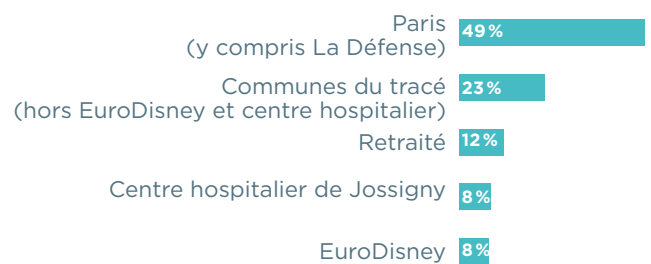 Paris
(y compris La Défense)
49 %
Communes du tracé
(hors EuroDisney et centre hospitalier)
23 %
Retraité
12 %
Centre hospitalier de Jossigny
8 %
EuroDisney
8 %